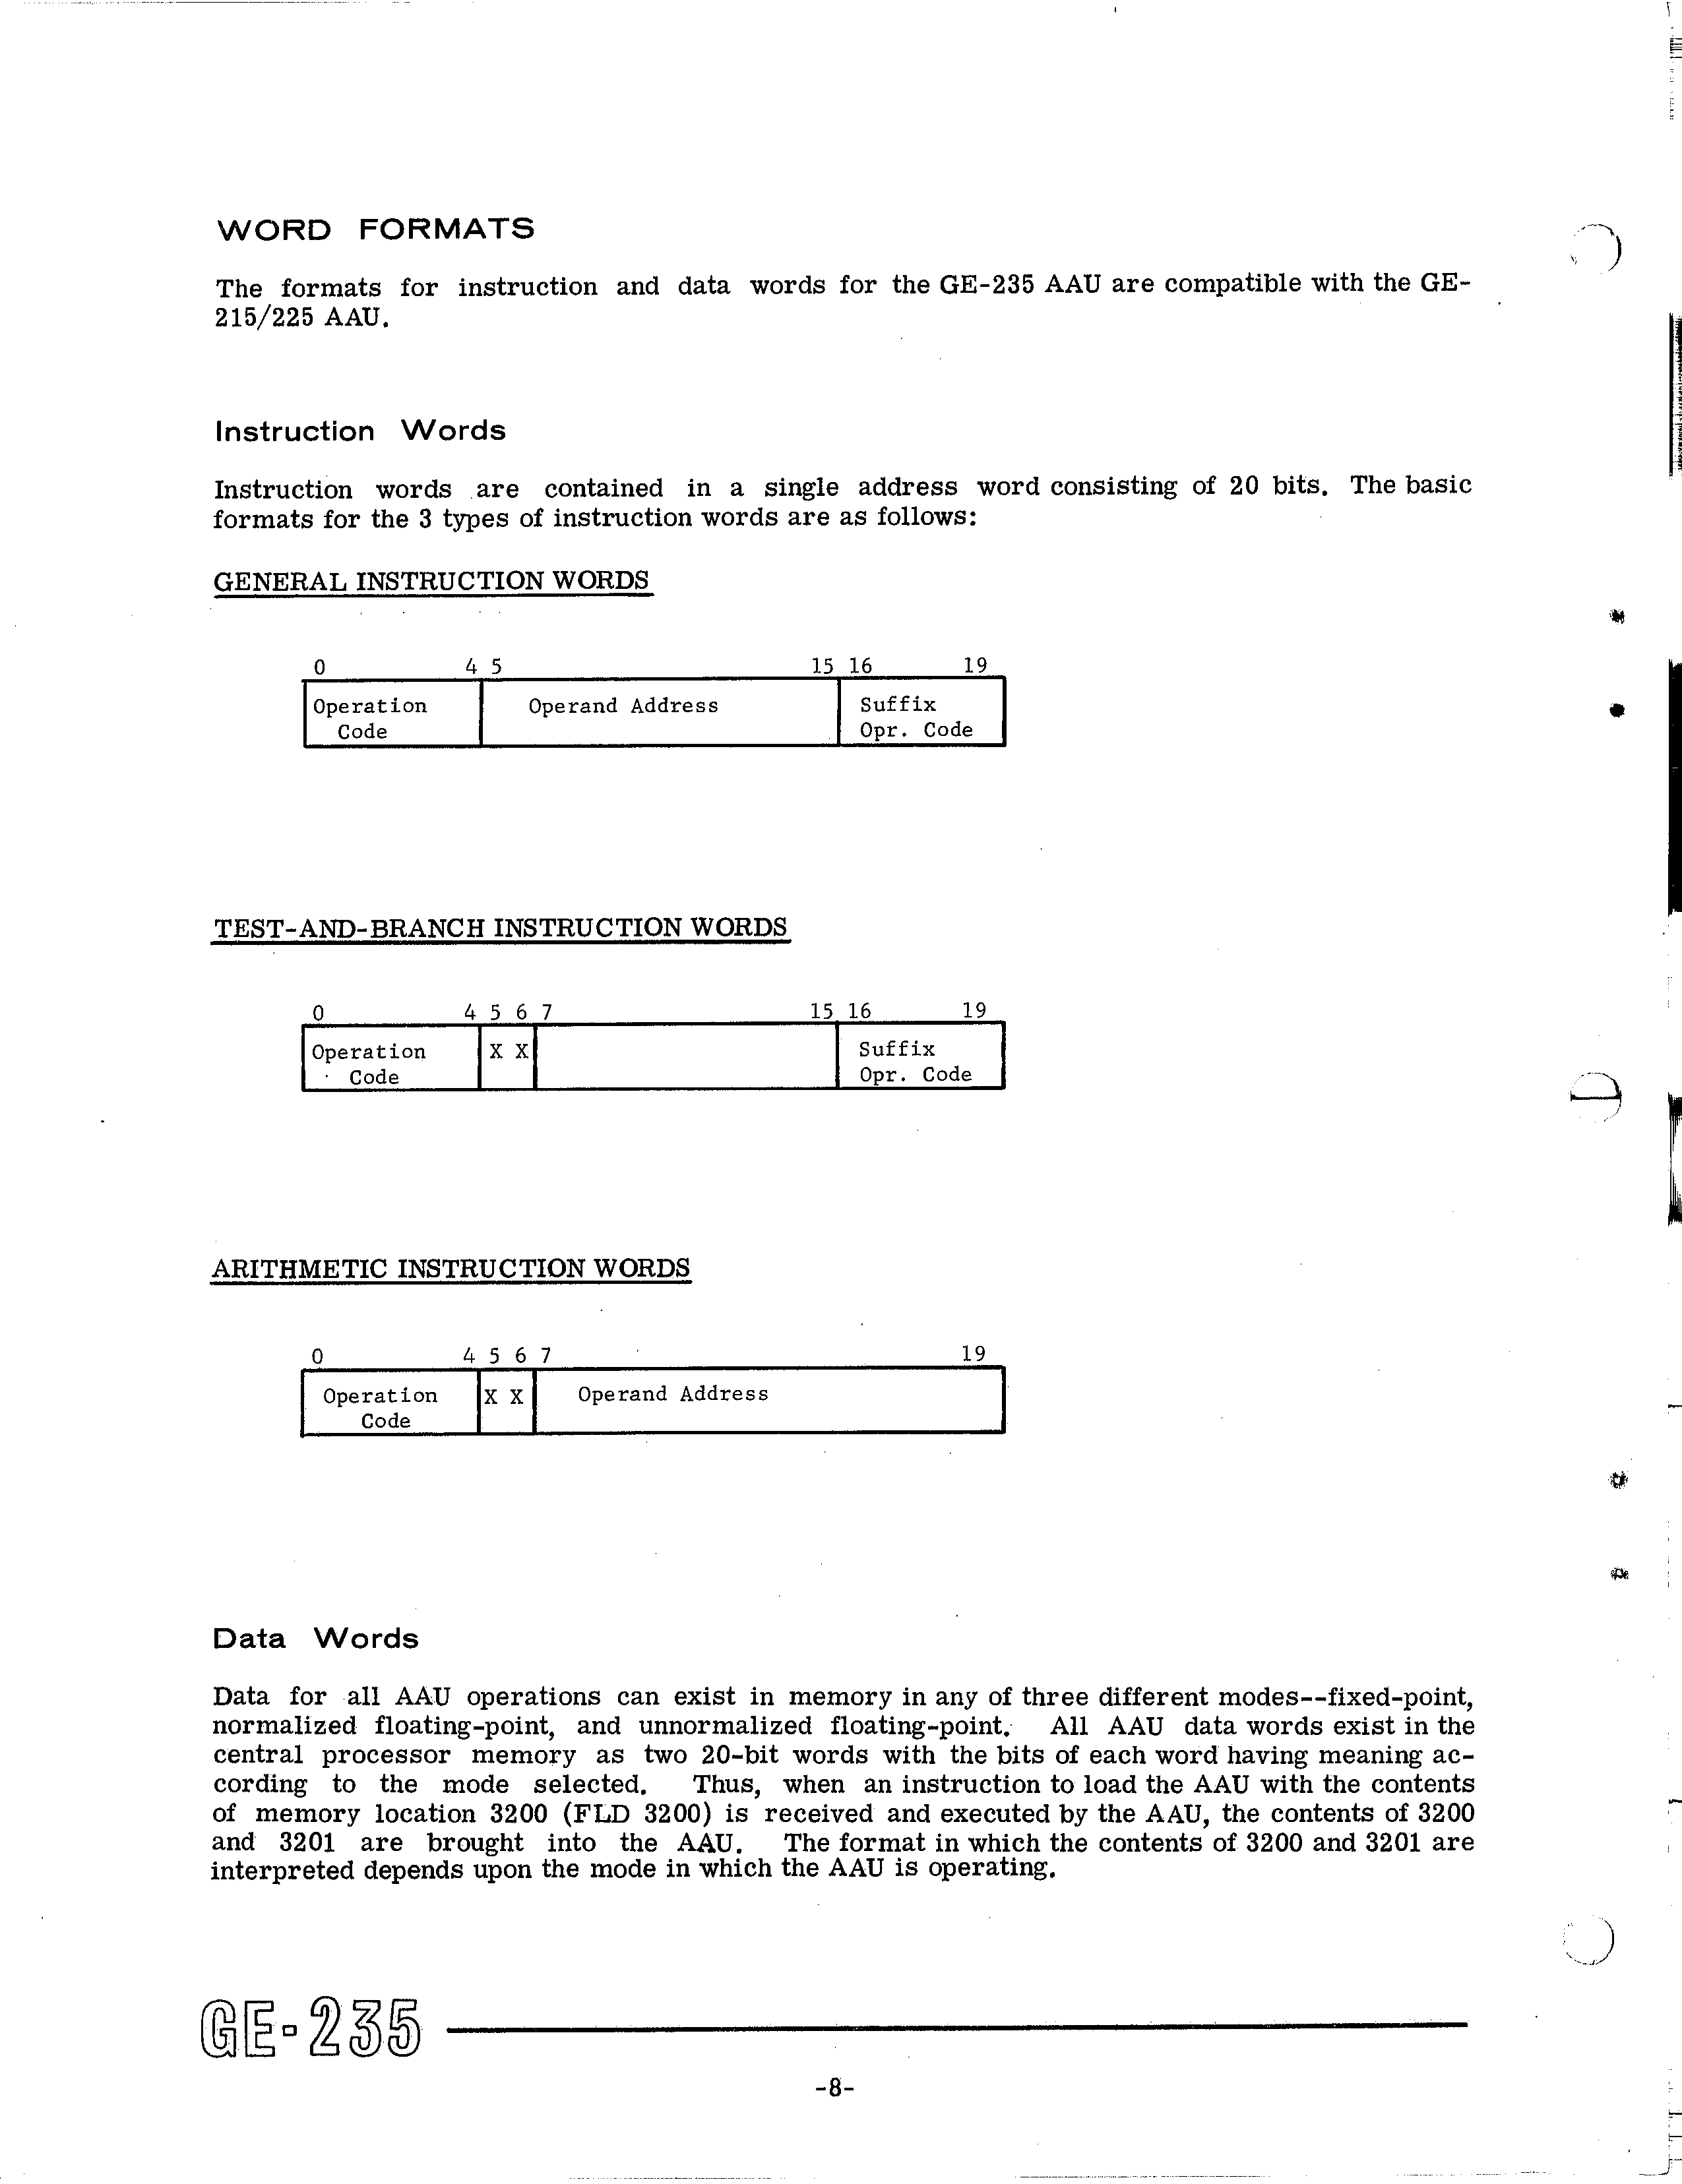 WORD FORMATS
The formats for instruction and data words for the GE-235 AAU are compatible with the GE-
215/225 AAU.
Instruction Words
Instruction words are contained in a single address word consisting of 20 bits. The basic
formats for the 3 types of instruction words are as follows:
GENERAL INSTRUCTION WORDS
0 4 5 15 16 19
Operation Operand Address Suffix
Code Opr. Code
TEST-AND-BRANCH INSTRUCTION WORDS
0 4 5 6 7 15 16 19
Operation X X Suffix
Code Opr. Code
ARITHMETIC INSTRUCTION WORDS
0 4 5 6 7 19
Operation X X Operand Address
Code
Data Words
Data for all AAU operations can exist in memory in any of three different modes--fixed-point,
normalized floating-point, and unnormalized floating-point. All AAU data words exist in the
central processor memory as two 20-bit words with the bits of each word having meaning ac-
cording to the mode selected. Thus, when an instruction to load the AAU with the contents
of memory location 3200 (FLD 3200) is received and executed by the AAU, the contents of 3200
and 3201 are brought into the AAU. The format in which the contents of 3200 and 3201 are
interpreted depends upon the mode in which the AAU is operating.
GE-235
-8-